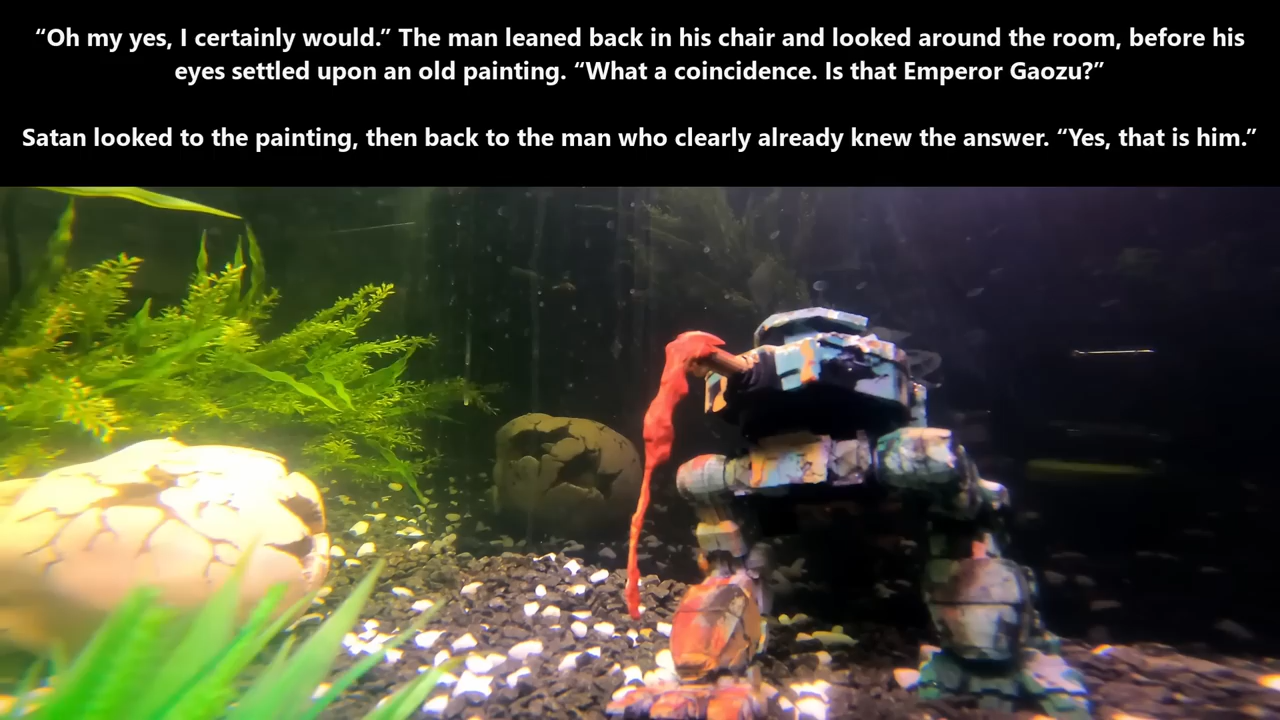 “Oh my yes, I certainly would.” The man leaned back in his chair and looked around the room, before his
eyes settled upon an old painting. “What a coincidence. Is that Emperor Gaozu?”
Satan looked to the painting, then back to the man who clearly already knew the answer. “Yes, that is him.”